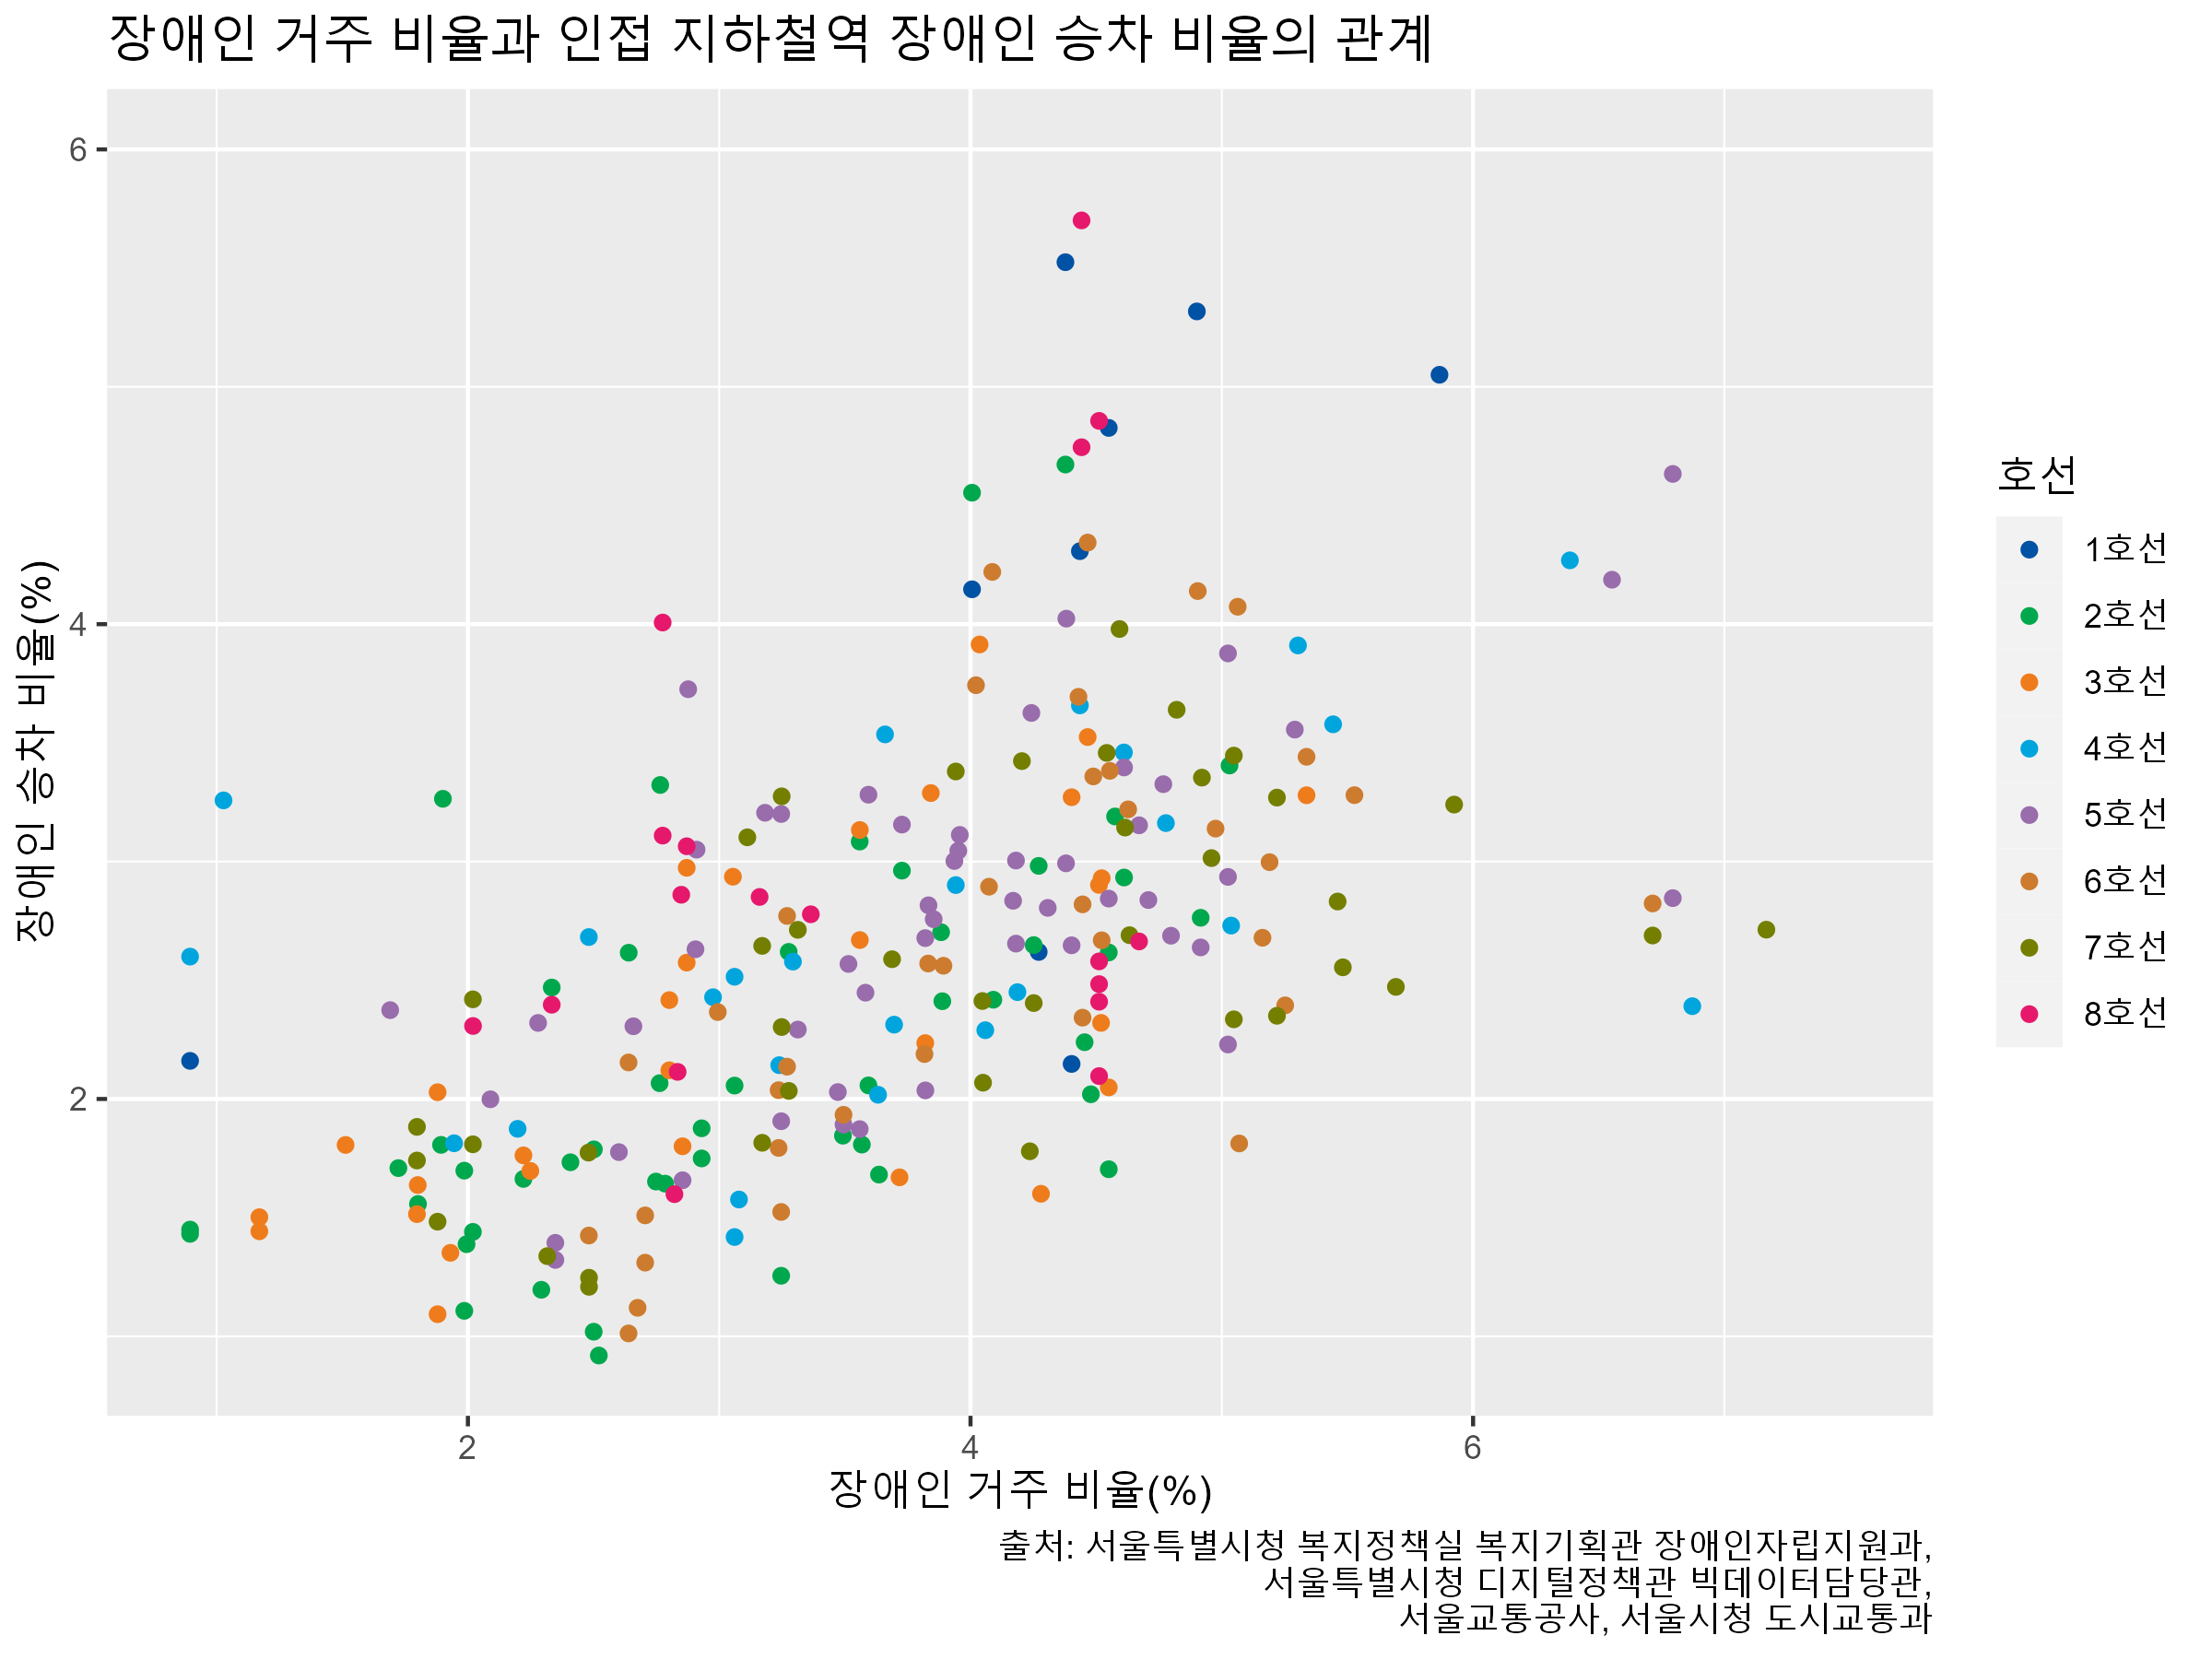 장애인 거주 비율과 인접 지하철역 장애인 승차 비율의 관계
장애인 승차 비율(%)
6
4
2
2
4
6
장애인 거주 비율(%)
호선
1호선
2호선
3호선
4호선
5호선
6호선
7호선
8호선
출처: 서울특별시청 복지정책실 복지기획관 장애인자립지원과,
서울특별시청 디지털정책관 빅데이터담당관,
서울교통공사, 서울시청 도시교통과